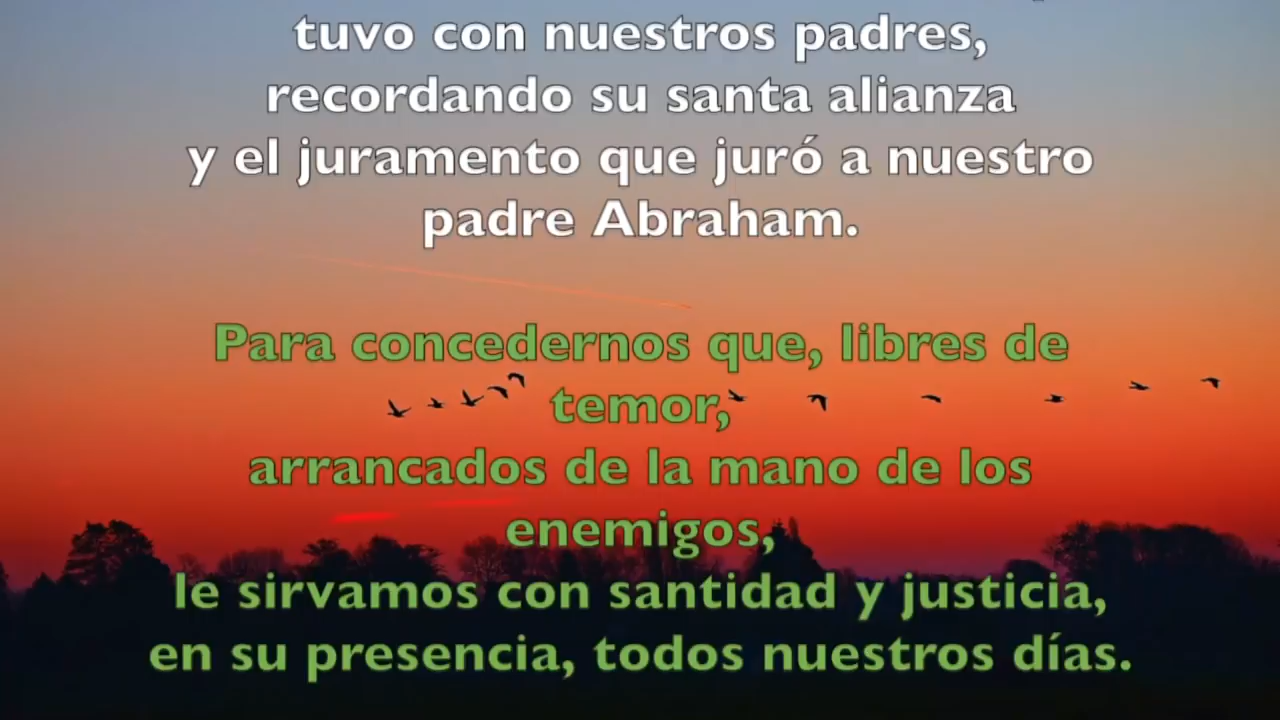 tuvo con nuestros padres,
recordando su santa alianza
y el juramento que juró a nuestro
padre Abraham.
Para concedernos que, libres de
temor,
arrancados de la mano de los
enemigos,
le sirvamos con santidad y justicia,
en su presencia, todos nuestros días.